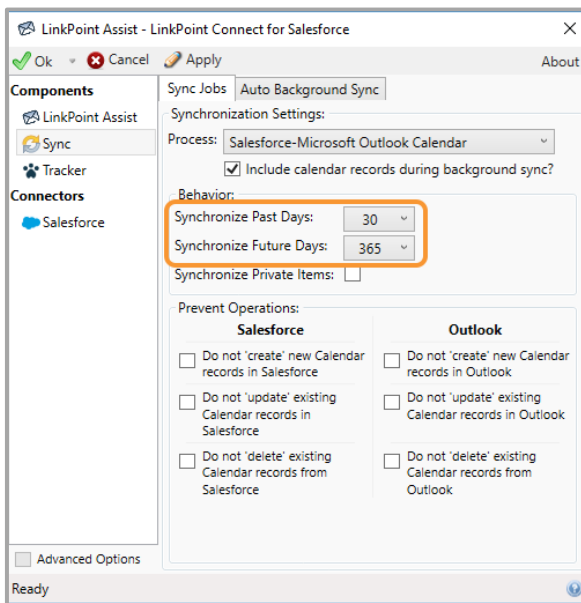 LinkPoint Assist - LinkPoint Connect for Salesforce
Ok Cancel Apply About
Components
LinkPoint Assist
Sync
Tracker
Connectors
Salesforce
Advanced Options
Sync Jobs Auto Background Sync
Synchronization Settings:
Process: Salesforce-Microsoft Outlook Calendar
Include calendar records during background sync?
Behavior:
Synchronize Past Days: 30
Synchronize Future Days: 365
Synchronize Private Items:
Prevent Operations:
Salesforce
Do not 'create' new Calendar
records in Salesforce
Do not 'update' existing
Calendar records in
Salesforce
Do not 'delete' existing
Calendar records from
Salesforce
Outlook
Do not 'create' new Calendar
records in Outlook
Do not 'update' existing
Calendar records in Outlook
Do not 'delete' existing
Calendar records from
Outlook
Ready